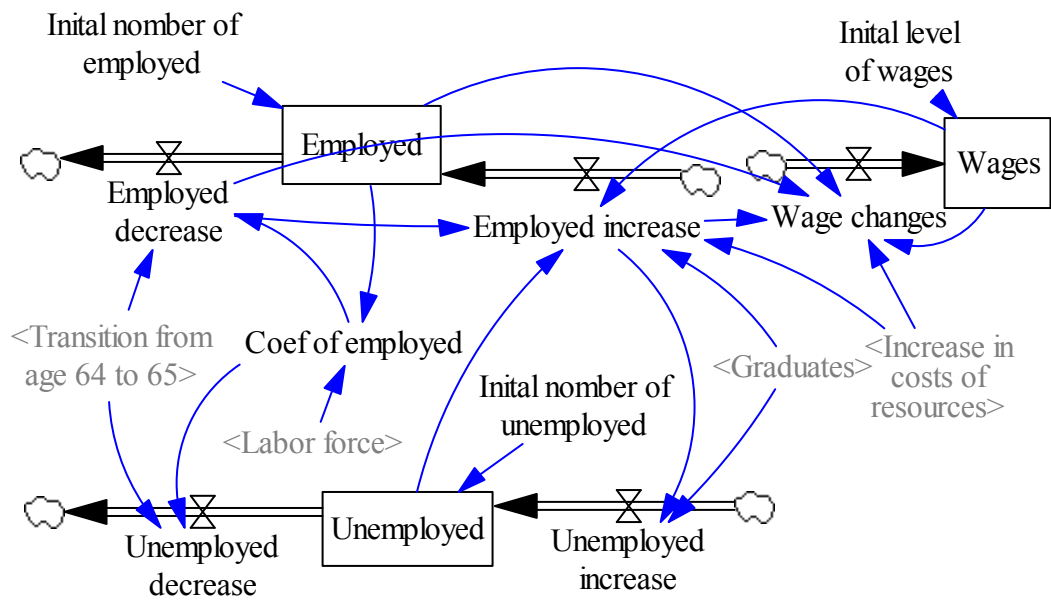 Inital nomber of
employed
Inital level
of wages
Employed
Wages
Employed
decrease
Employed increase
Wage changes
<Transition from
age 64 to 65>
Coef of employed
<Graduates>
<Increase in
costs of
resources>
Inital nomber of
unemployed
<Labor force>
Unemployed
Unemployed
decrease
Unemployed
increase